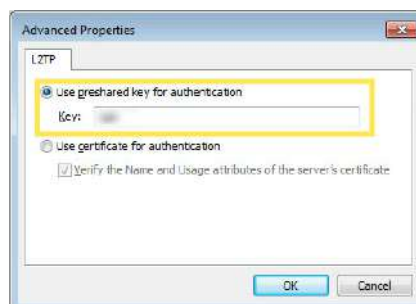 Advanced Properties
L2TP
Use preshared key for authentication
Key:
Use certificate for authentication
Verify the Name and Usage attributes of the server's certificate
OK
Cancel